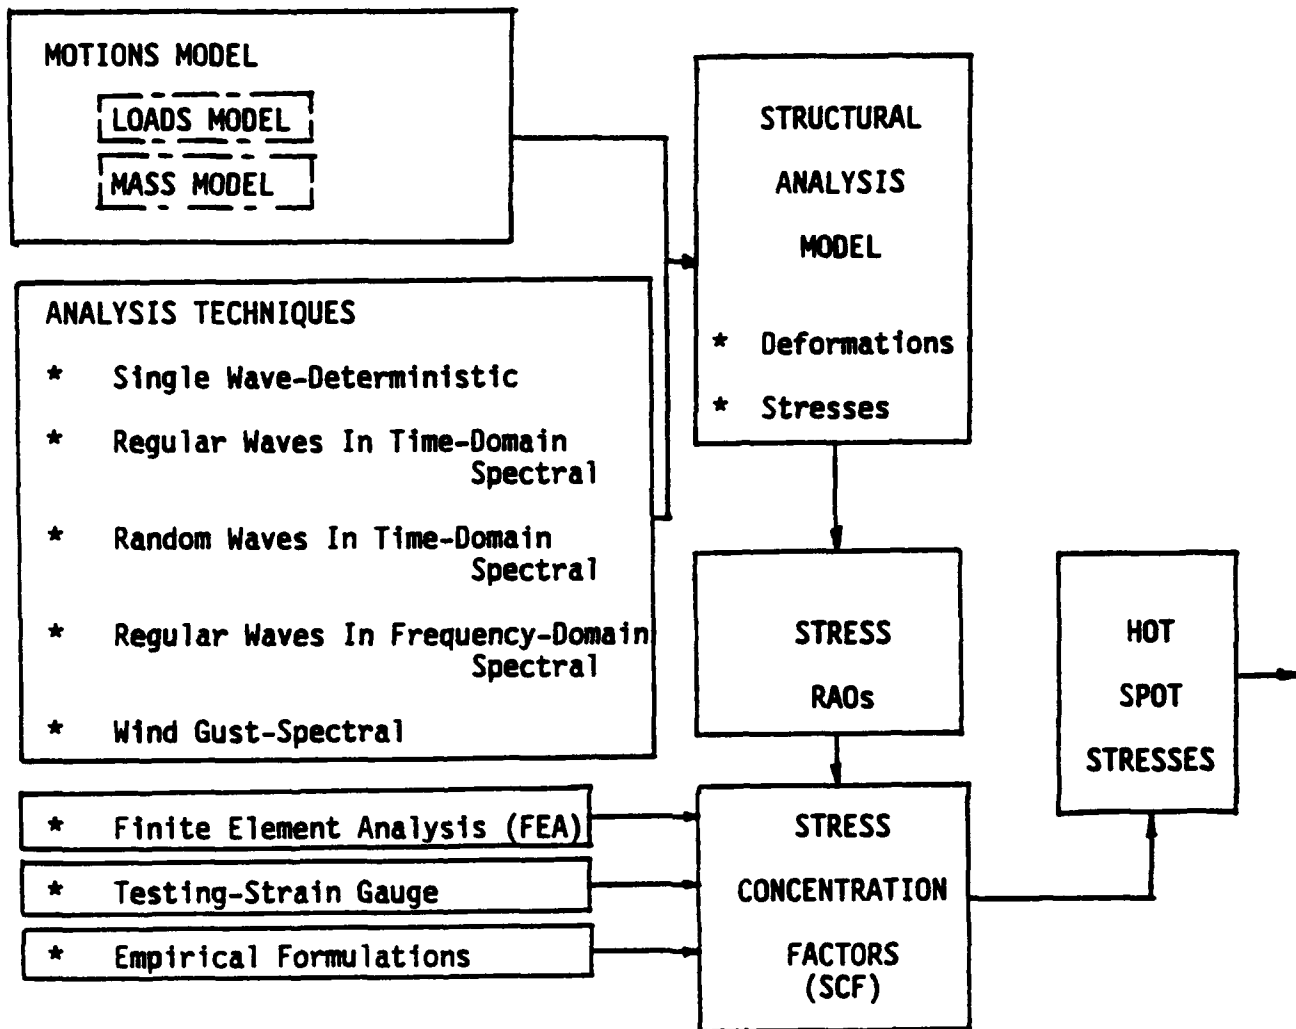 MOTIONS MODEL
LOADS MODEL
MASS MODEL
ANALYSIS TECHNIQUES
* Single Wave-Deterministic
* Regular Waves In Time-Domain
Spectral
* Random Waves In Time-Domain
Spectral
* Regular Waves In Frequency-Domain
Spectral
* Wind Gust-Spectral
* Finite Element Analysis (FEA)
* Testing-Strain Gauge
* Empirical Formulations
STRUCTURAL
ANALYSIS
MODEL
* Deformations
* Stresses
STRESS
RAOs
STRESS
CONCENTRATION
FACTORS
(SCF)
HOT
SPOT
STRESSES